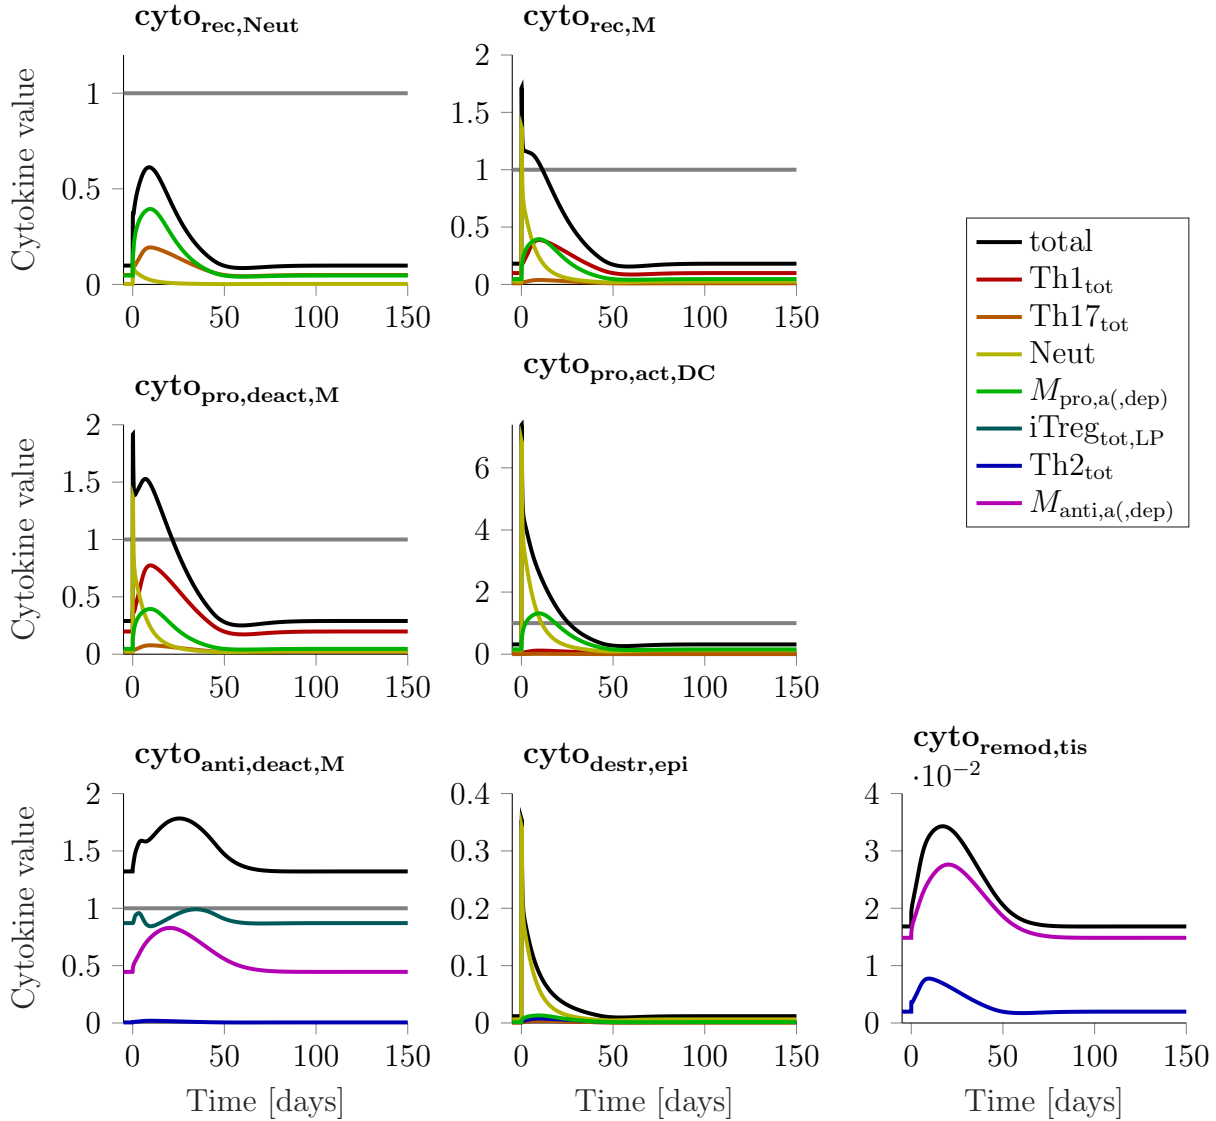 cyto_rec,Neut
Cytokine value
1
0.5
0
0 50 100 150
cyto_rec,M
2
1.5
1
0.5
0
0 50 100 150
total
Th1_tot
Th17_tot
Neut
M_pro,a(,dep)
iTreg_tot,LP
Th2_tot
M_anti,a(,dep)
cyto_pro,deact,M
Cytokine value
2
1.5
1
0.5
0
0 50 100 150
cyto_pro,act,DC
6
4
2
0
0 50 100 150
cyto_anti,deact,M
Cytokine value
2
1.5
1
0.5
0
0 50 100 150
Time [days]
cyto_destr,epi
0.4
0.3
0.2
0.1
0
0 50 100 150
Time [days]
cyto_remod,tis
·10⁻²
4
3
2
1
0
0 50 100 150
Time [days]